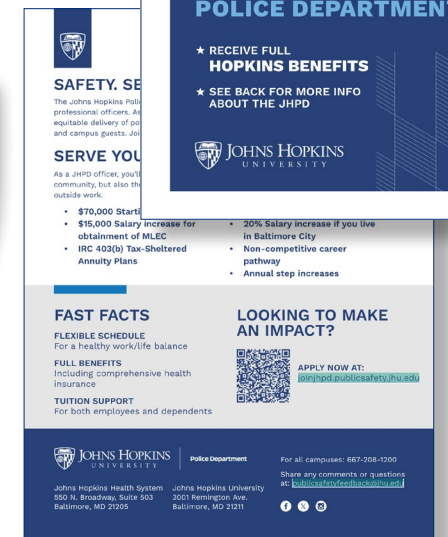 POLICE DEPARTMENT
★ RECEIVE FULL
HOPKINS BENEFITS
★ SEE BACK FOR MORE INFO
ABOUT THE JHPD
JOHNS HOPKINS
UNIVERSITY
SAFETY. SE
The Johns Hopkins Poli
professional officers. As
equitable delivery of po
and campus guests. Joi
SERVE YOU
As a JHPD officer, you'll
community, but also the
outside work.
• $70,000 Starti
• $15,000 Salary increase for
obtainment of MLEC
• IRC 403(b) Tax-Sheltered
Annuity Plans
• 20% Salary increase if you live
in Baltimore City
• Non-competitive career
pathway
• Annual step increases
FAST FACTS
FLEXIBLE SCHEDULE
For a healthy work/life balance
FULL BENEFITS
Including comprehensive health
insurance
TUITION SUPPORT
For both employees and dependents
LOOKING TO MAKE
AN IMPACT?
APPLY NOW AT:
joinjhpd.publicsafety.jhu.edu
JOHNS HOPKINS
UNIVERSITY
Police Department
Johns Hopkins Health System
550 N. Broadway, Suite 503
Baltimore, MD 21205
Johns Hopkins University
3001 Remington Ave.
Baltimore, MD 21211
For all campuses: 667-208-1200
Share any comments or questions
at: publicsafetyfeedback@jhu.edu